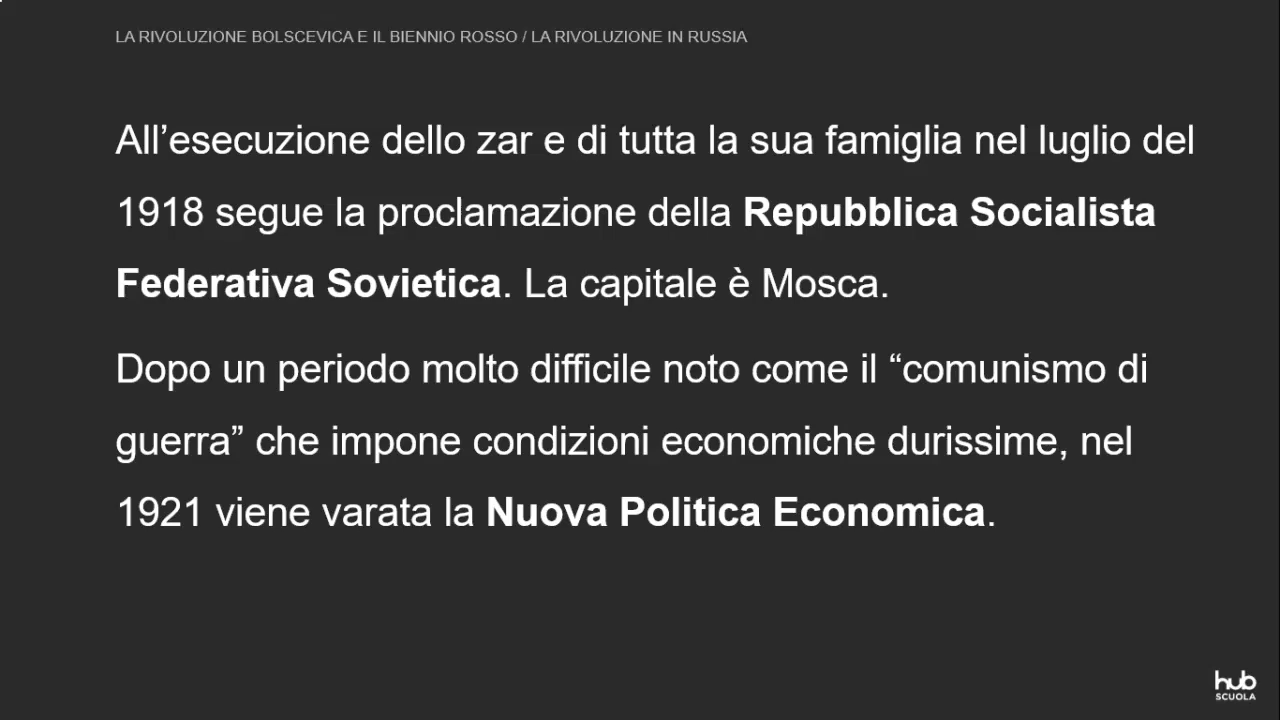 LA RIVOLUZIONE BOLSCEVICA E IL BIENNIO ROSSO / LA RIVOLUZIONE IN RUSSIA
All’esecuzione dello zar e di tutta la sua famiglia nel luglio del
1918 segue la proclamazione della Repubblica Socialista
Federativa Sovietica. La capitale è Mosca.
Dopo un periodo molto difficile noto come il “comunismo di
guerra” che impone condizioni economiche durissime, nel
1921 viene varata la Nuova Politica Economica.
hub
SCUOLA